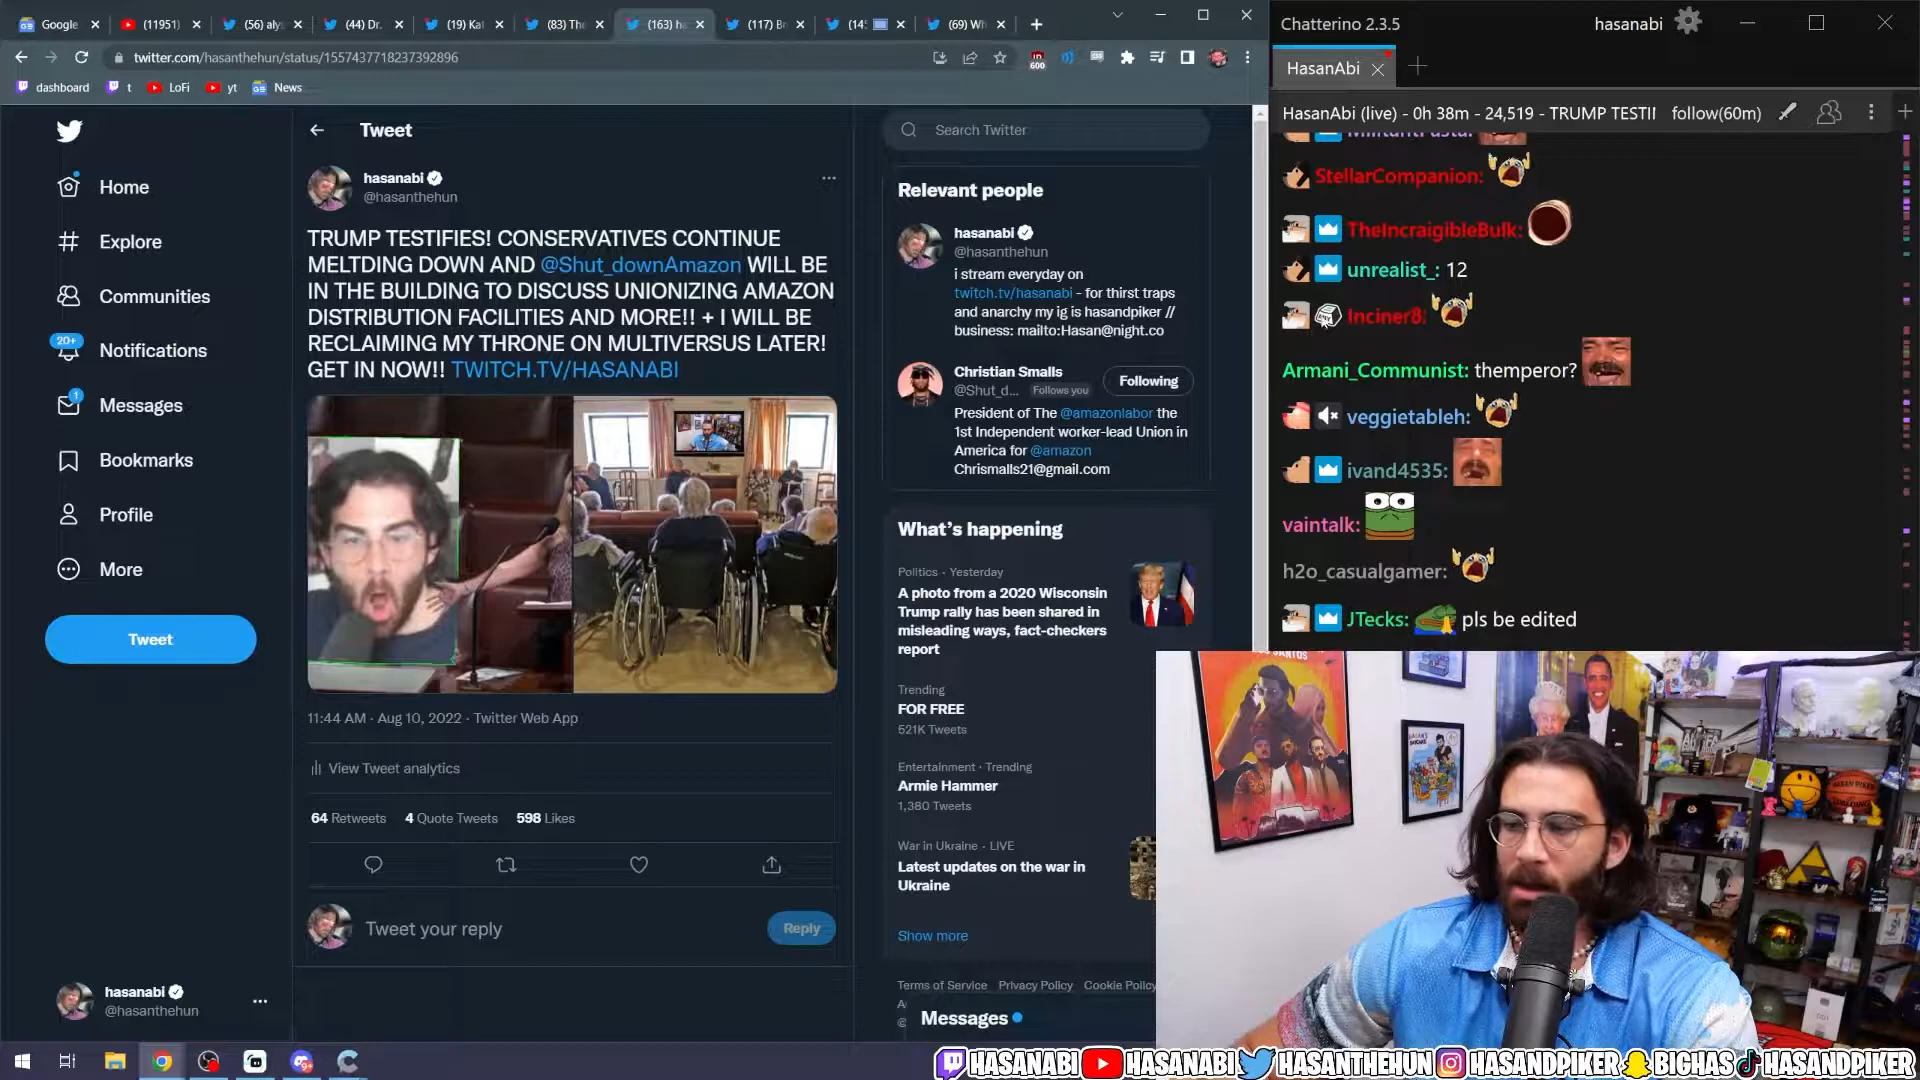 Google
(11951)
(56) aly
(44) Dr.
(19) Kat
(83) The
(163) ha
(117) Br
(145
(69) Wh
twitter.com/hasanthehun/status/1557437718237392896
600
dashboard
t
LoFi
yt
News
Home
Explore
Communities
20+
Notifications
1
Messages
Bookmarks
Profile
More
Tweet
hasanabi
@hasanthehun
Tweet
hasanabi
@hasanthehun
TRUMP TESTIFIES! CONSERVATIVES CONTINUE
MELTDING DOWN AND @Shut_downAmazon WILL BE
IN THE BUILDING TO DISCUSS UNIONIZING AMAZON
DISTRIBUTION FACILITIES AND MORE!! + I WILL BE
RECLAIMING MY THRONE ON MULTIVERSUS LATER!
GET IN NOW!! TWITCH.TV/HASANABI
11:44 AM · Aug 10, 2022 · Twitter Web App
View Tweet analytics
64 Retweets 4 Quote Tweets 598 Likes
Tweet your reply
Reply
Search Twitter
Relevant people
hasanabi
@hasanthehun
i stream everyday on
twitch.tv/hasanabi - for thirst traps
and anarchy my ig is hasandpiker //
business: mailto:Hasan@night.co
Christian Smalls
@Shut_d... Follows you
Following
President of The @amazonlabor the
1st Independent worker-lead Union in
America for @amazon
Chrismalls21@gmail.com
What's happening
Politics · Yesterday
A photo from a 2020 Wisconsin
Trump rally has been shared in
misleading ways, fact-checkers
report
Trending
FOR FREE
521K Tweets
Entertainment · Trending
Armie Hammer
1,380 Tweets
War in Ukraine · LIVE
Latest updates on the war in
Ukraine
Show more
Terms of Service Privacy Policy Cookie Policy
Messages
Chatterino 2.3.5
hasanabi
HasanAbi
HasanAbi (live) - 0h 38m - 24,519 - TRUMP TESTII
follow(60m)
StellarCompanion:
TheIncraigibleBulk:
unrealist_: 12
Inciner8:
Armani_Communist: themperor?
veggietableh:
ivand4535:
vaintalk:
h2o_casualgamer:
JTecks: pls be edited
HASANABI HASANABI HASANTHEHUN HASANDPIKER BIGHAS HASANDPIKER